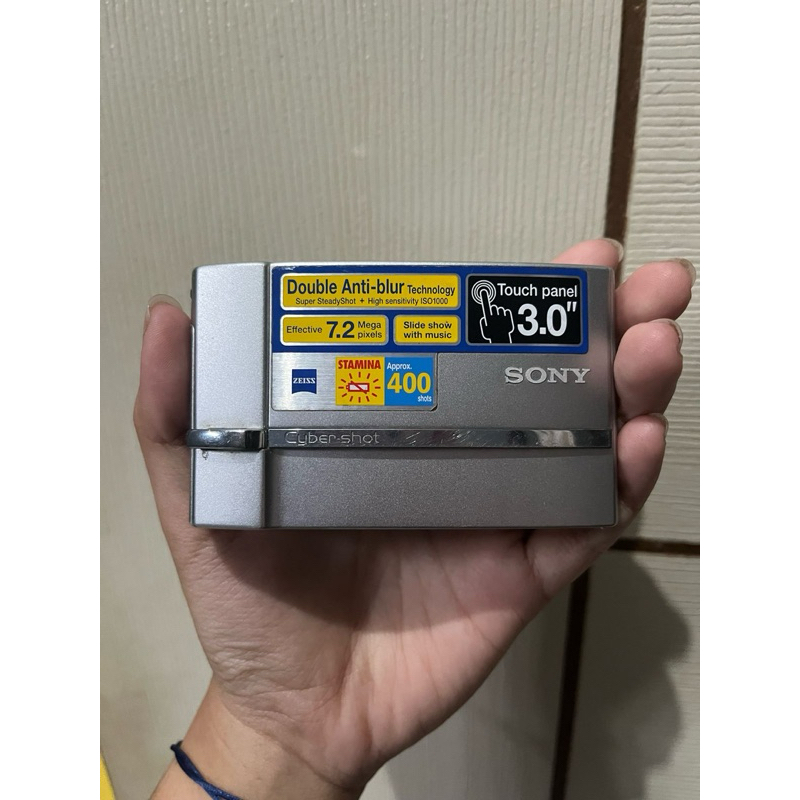 Double Anti-blur Technology
Super SteadyShot + High sensitivity ISO1000
Effective 7.2 Mega pixels
Slide show
with music
Touch panel
3.0"
ZEISS
STAMINA
Approx.
400
shots
SONY
Cyber-shot